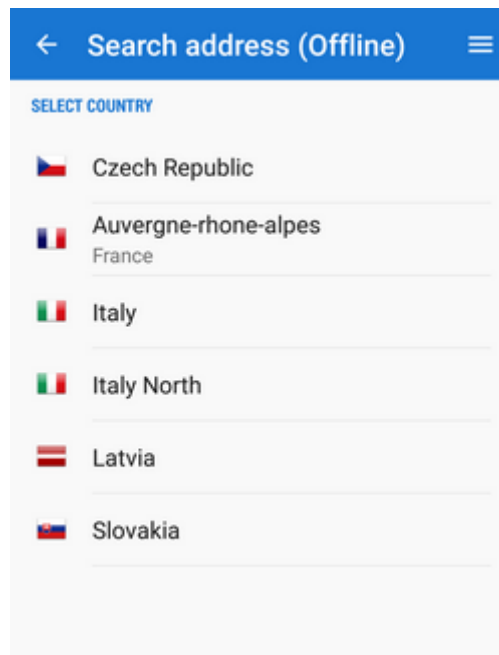 Search address (Offline)
SELECT COUNTRY
Czech Republic
Auvergne-rhone-alpes
France
Italy
Italy North
Latvia
Slovakia